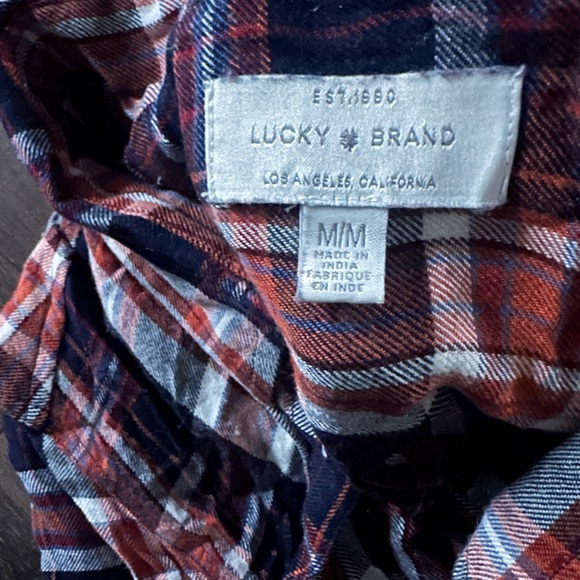 EST. 1990
LUCKY BRAND
LOS ANGELES, CALIFORNIA
M/M
MADE IN
INDIA
FABRIQUE
EN INDE